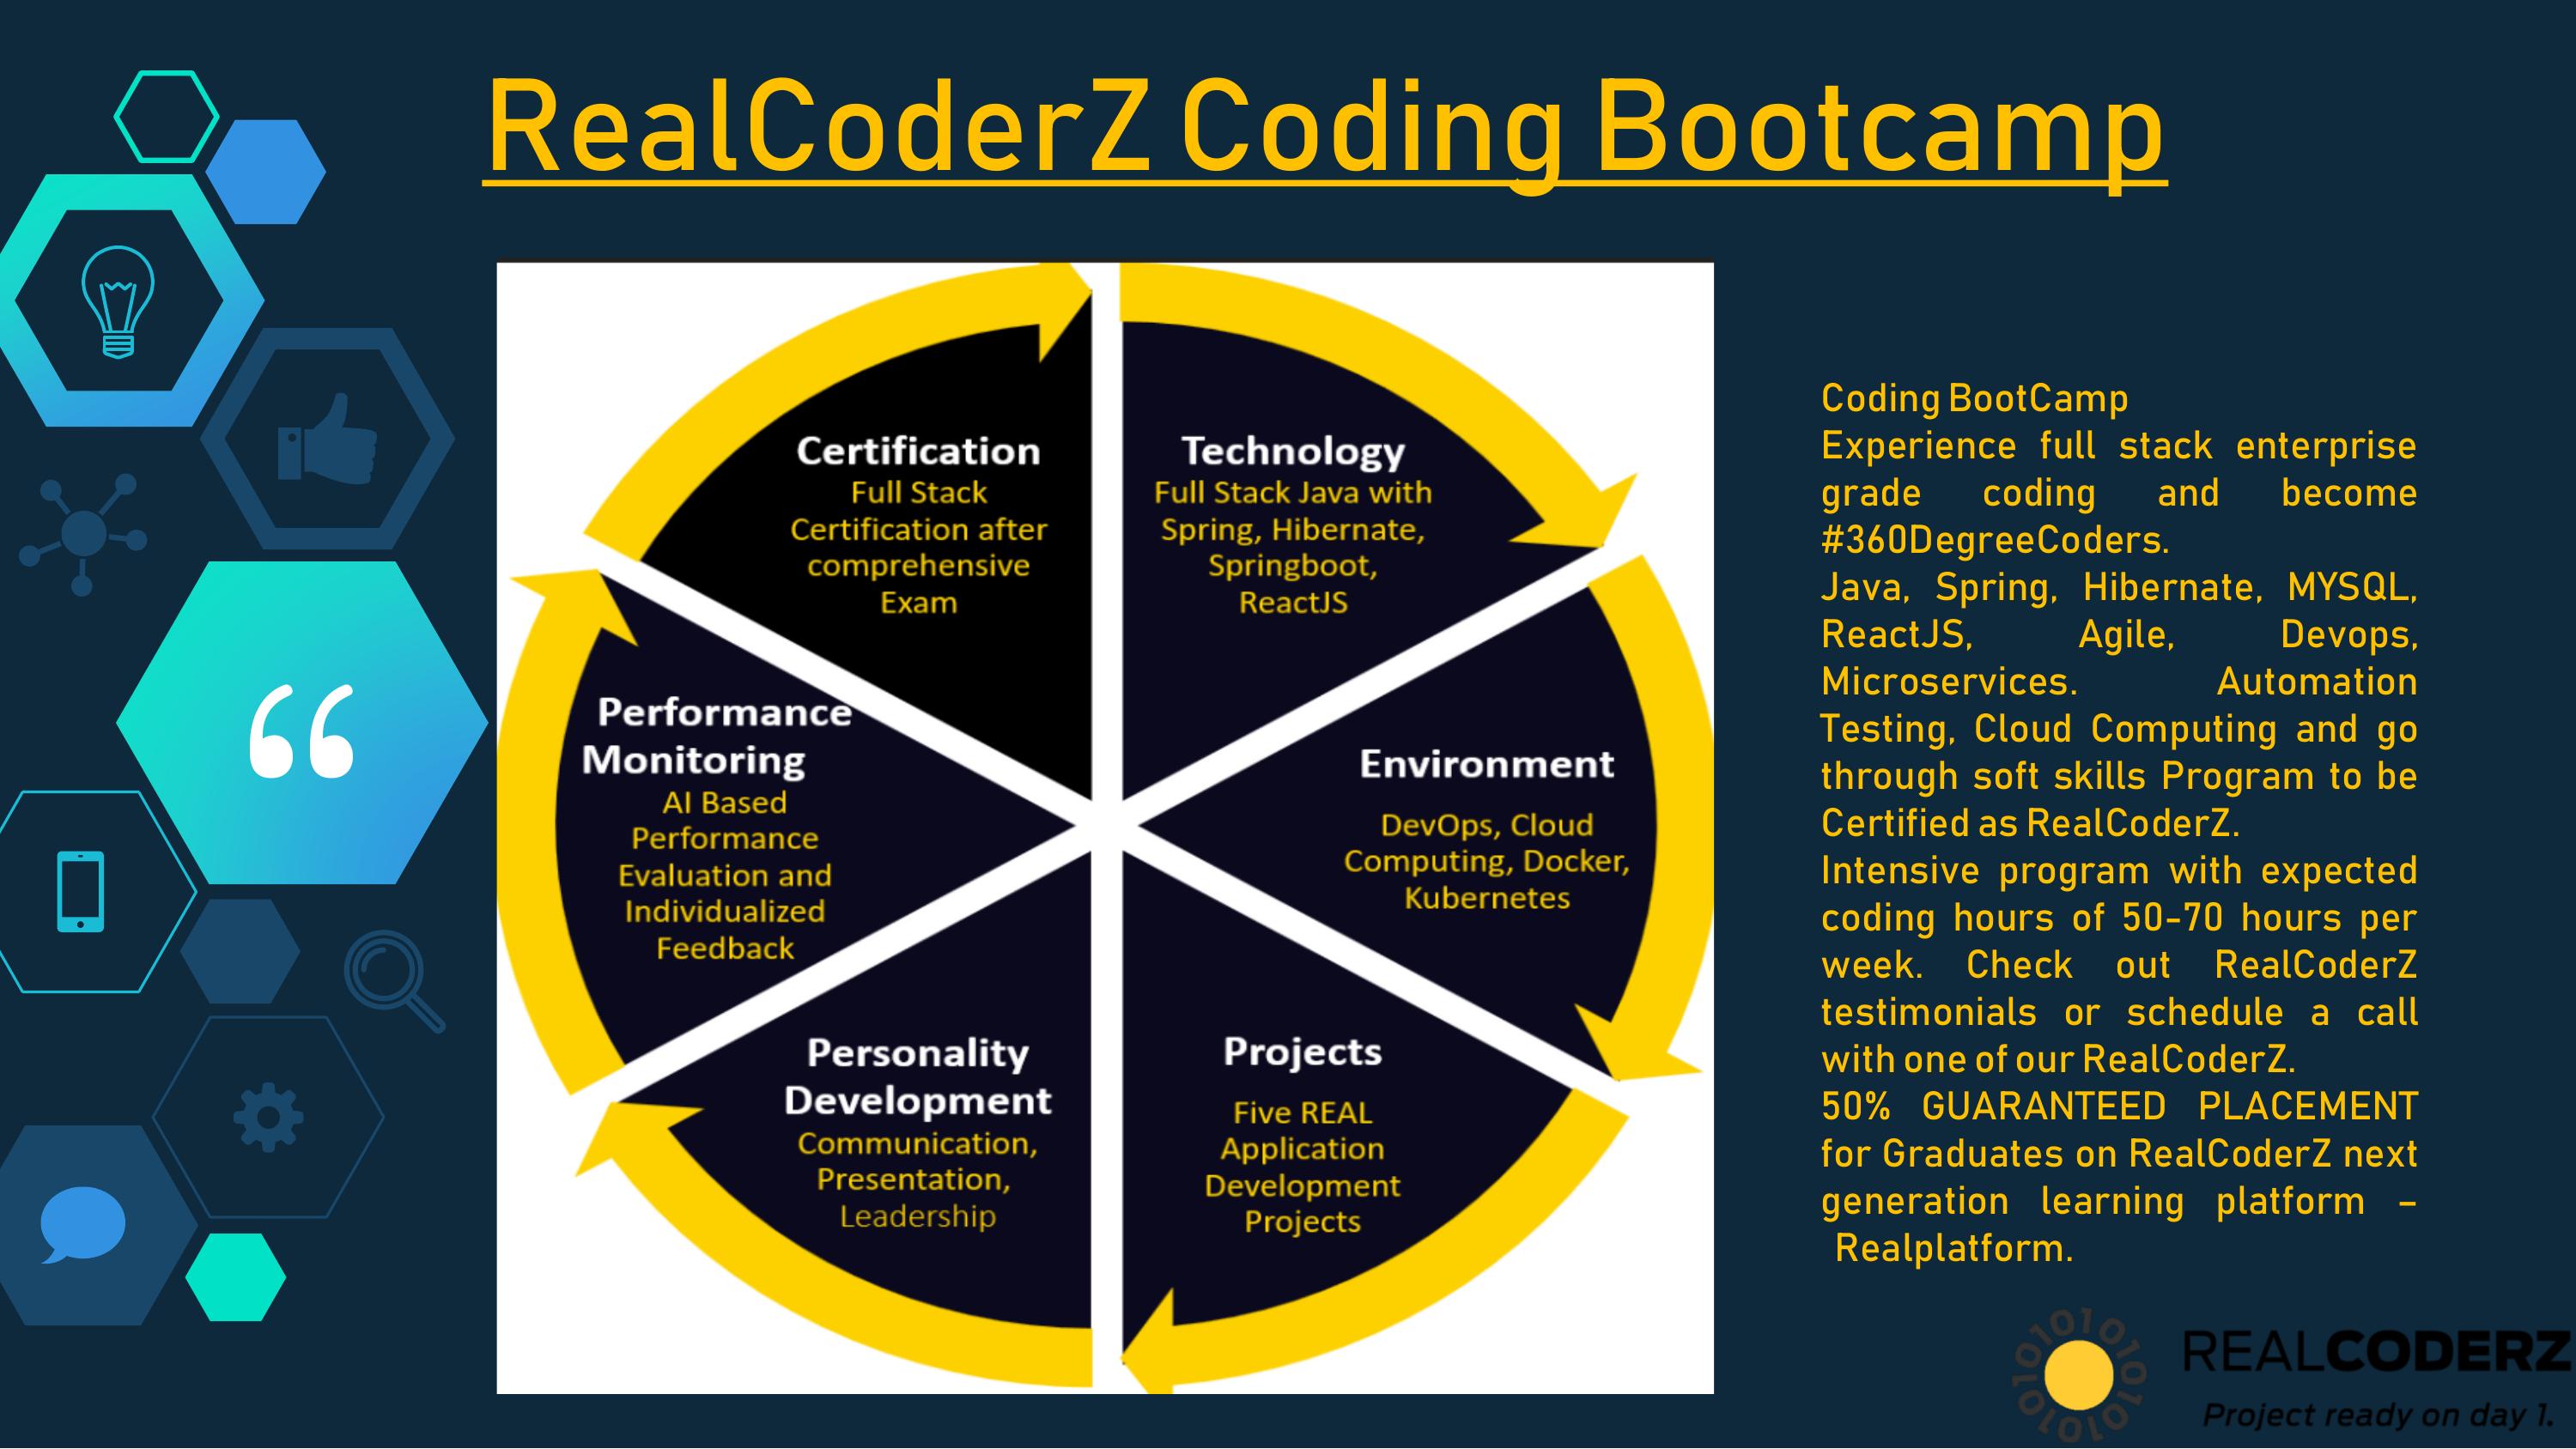 RealCoderZ Coding Bootcamp
Certification
Full Stack
Certification after
comprehensive
Exam
Technology
Full Stack Java with
Spring, Hibernate,
Springboot,
ReactJS
Performance
Monitoring
AI Based
Performance
Evaluation and
Individualized
Feedback
Environment
DevOps, Cloud
Computing, Docker,
Kubernetes
Personality
Development
Communication,
Presentation,
Leadership
Projects
Five REAL
Application
Development
Projects
Coding BootCamp
Experience full stack enterprise
grade coding and become
#360DegreeCoders.
Java, Spring, Hibernate, MYSQL,
ReactJS, Agile, Devops,
Microservices. Automation
Testing, Cloud Computing and go
through soft skills Program to be
Certified as RealCoderZ.
Intensive program with expected
coding hours of 50-70 hours per
week. Check out RealCoderZ
testimonials or schedule a call
with one of our RealCoderZ.
50% GUARANTEED PLACEMENT
for Graduates on RealCoderZ next
generation learning platform –
Realplatform.
REALCODERZ
Project ready on day 1.